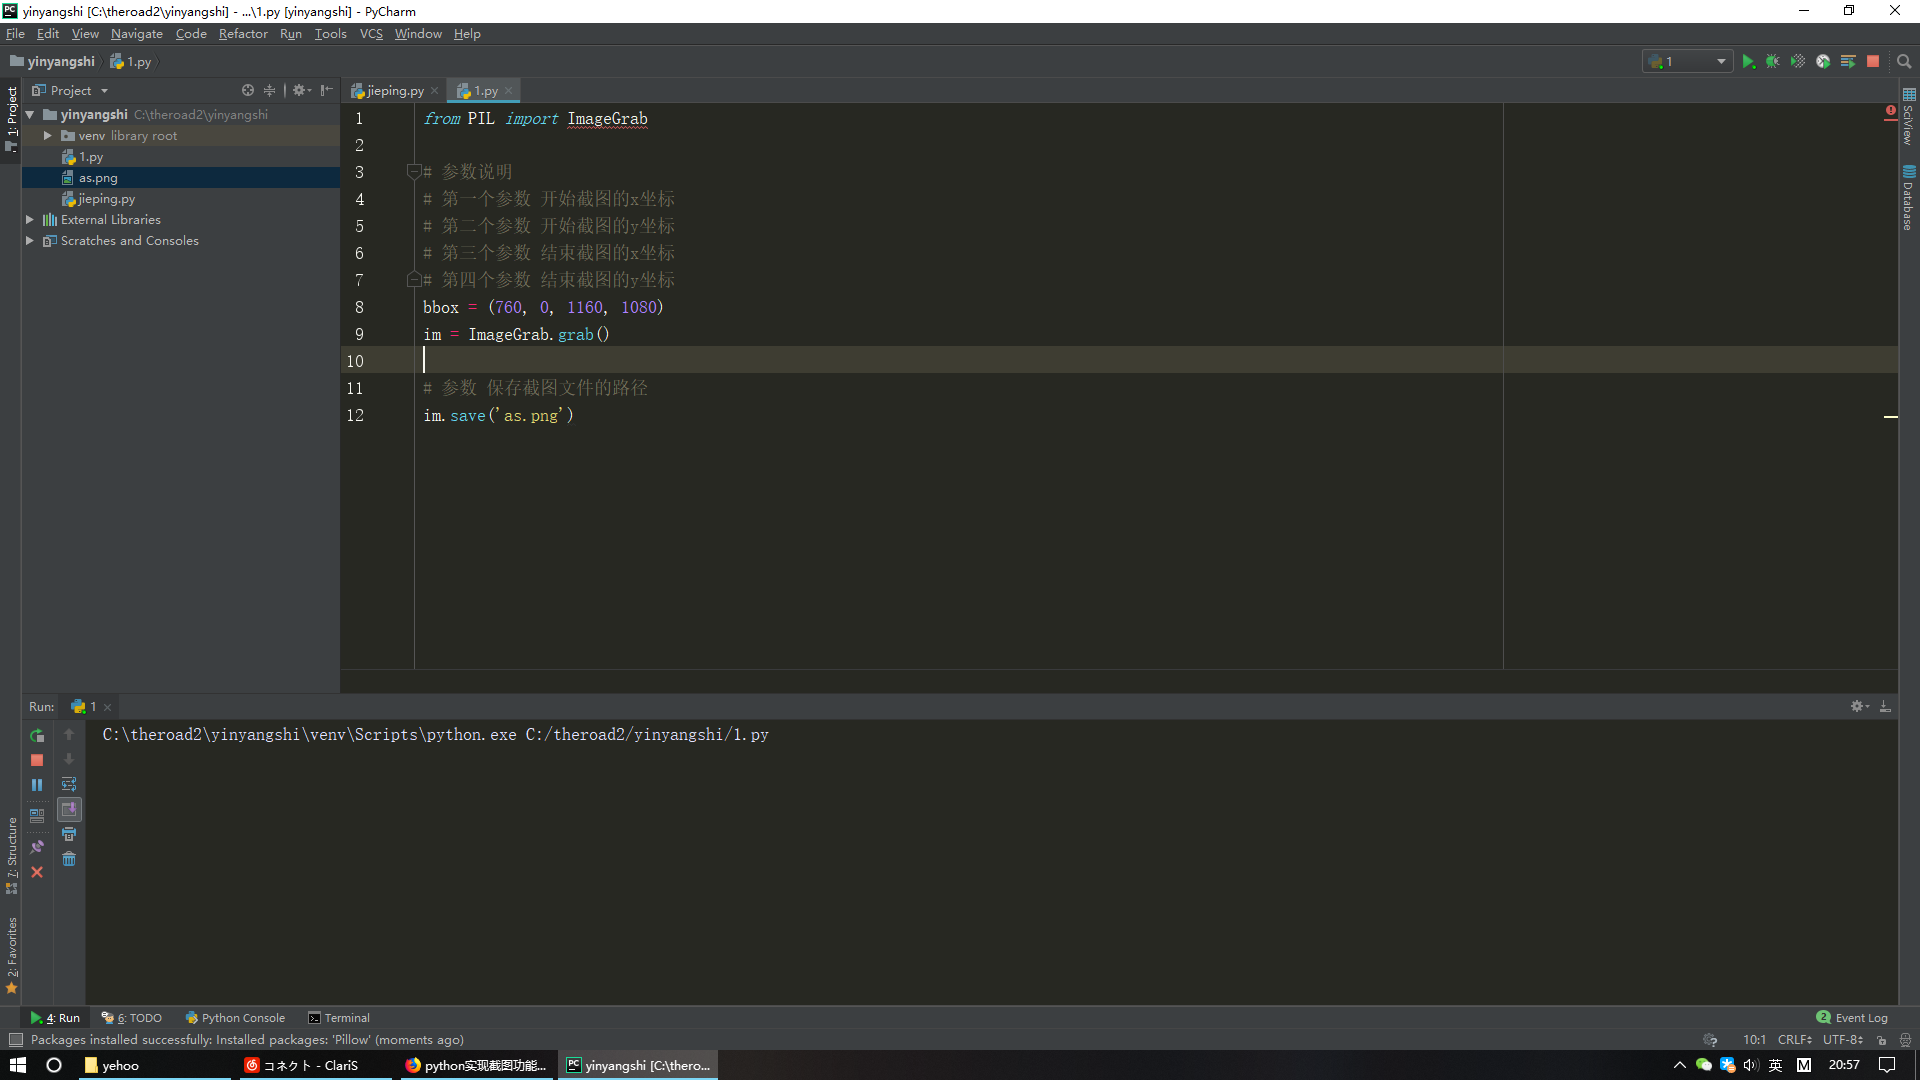 yinyangshi [C:\theroad2\yinyangshi] - ...\1.py [yinyangshi] - PyCharm
File Edit View Navigate Code Refactor Run Tools VCS Window Help
yinyangshi 1.py
1
Project
jieping.py 1.py
1: Project
yinyangshi C:\theroad2\yinyangshi
venv library root
1.py
as.png
jieping.py
External Libraries
Scratches and Consoles
1 from PIL import ImageGrab
2
3 # 参数说明
4 # 第一个参数 开始截图的x坐标
5 # 第二个参数 开始截图的y坐标
6 # 第三个参数 结束截图的x坐标
7 # 第四个参数 结束截图的y坐标
8 bbox = (760, 0, 1160, 1080)
9 im = ImageGrab.grab()
10
11 # 参数 保存截图文件的路径
12 im.save('as.png')
SciView
Database
Run: 1
C:\theroad2\yinyangshi\venv\Scripts\python.exe C:/theroad2/yinyangshi/1.py
7: Structure
2: Favorites
4: Run 6: TODO Python Console Terminal
2 Event Log
Packages installed successfully: Installed packages: 'Pillow' (moments ago)
10:1 CRLF UTF-8
yehoo
コネクト - ClariS
python实现截图功能...
PC yinyangshi [C:\thero...
英 M 20:57